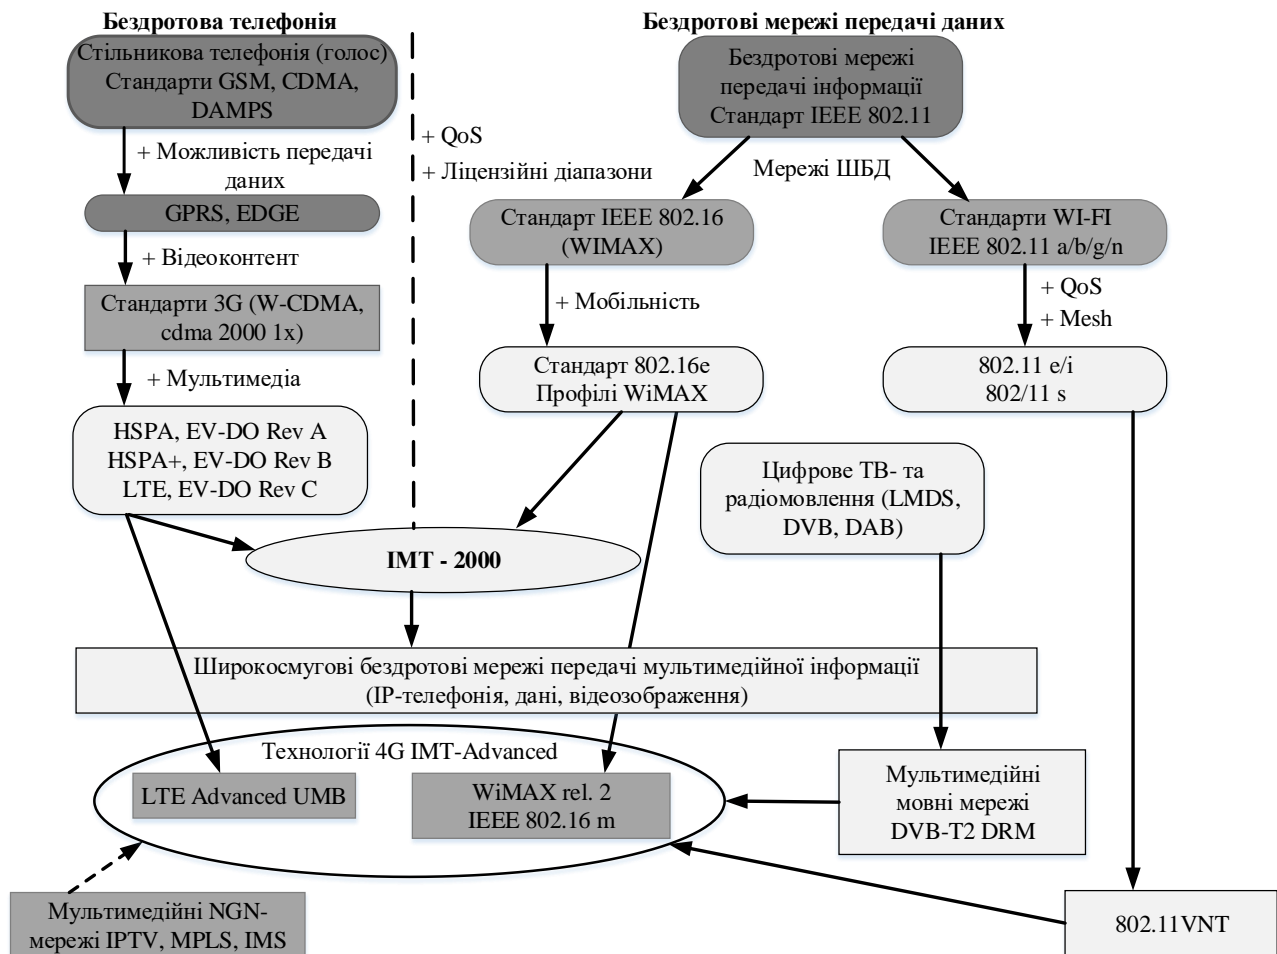 Бездротова телефонія
Стільникова телефонія (голос)
Стандарти GSM, CDMA,
DAMPS
+ Можливість передачі
даних
GPRS, EDGE
+ Відеоконтент
Стандарти 3G (W-CDMA,
cdma 2000 1x)
+ Мультимедіа
HSPA, EV-DO Rev A
HSPA+, EV-DO Rev B
LTE, EV-DO Rev C
Бездротові мережі передачі даних
Бездротові мережі
передачі інформації
Стандарт IEEE 802.11
+ QoS
+ Ліцензійні діапазони
Мережі ШБД
Стандарт IEEE 802.16
(WIMAX)
Стандарти WI-FI
IEEE 802.11 a/b/g/n
+ Мобільність
+ QoS
+ Mesh
Стандарт 802.16e
Профілі WiMAX
802.11 e/i
802/11 s
Цифрове ТВ- та
радіомовлення (LMDS,
DVB, DAB)
IMT - 2000
Широкосмугові бездротові мережі передачі мультимедійної інформації
(IP-телефонія, дані, відеозображення)
Технології 4G IMT-Advanced
LTE Advanced UMB
WiMAX rel. 2
IEEE 802.16 m
Мультимедійні
мовні мережі
DVB-T2 DRM
Мультимедійні NGN-
мережі IPTV, MPLS, IMS
802.11VNT